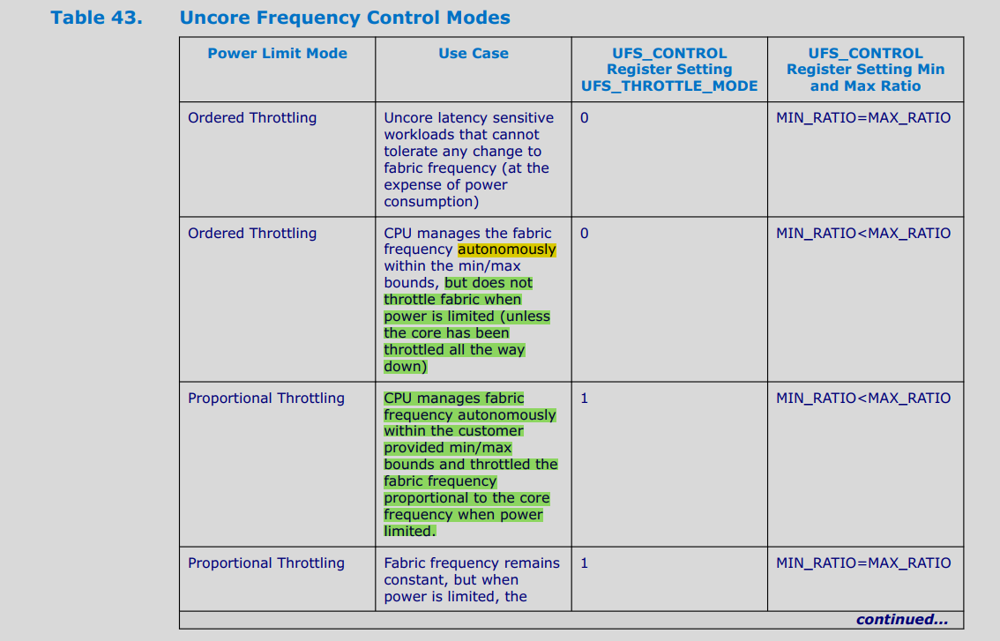 Table 43. Uncore Frequency Control Modes
Power Limit Mode
Use Case
UFS_CONTROL
Register Setting
UFS_THROTTLE_MODE
UFS_CONTROL
Register Setting Min
and Max Ratio
Ordered Throttling
Uncore latency sensitive
workloads that cannot
tolerate any change to
fabric frequency (at the
expense of power
consumption)
0
MIN_RATIO=MAX_RATIO
Ordered Throttling
CPU manages the fabric
frequency autonomously
within the min/max
bounds, but does not
throttle fabric when
power is limited (unless
the core has been
throttled all the way
down)
0
MIN_RATIO<MAX_RATIO
Proportional Throttling
CPU manages fabric
frequency autonomously
within the customer
provided min/max
bounds and throttled the
fabric frequency
proportional to the core
frequency when power
limited.
1
MIN_RATIO<MAX_RATIO
Proportional Throttling
Fabric frequency remains
constant, but when
power is limited, the
1
MIN_RATIO=MAX_RATIO
continued...